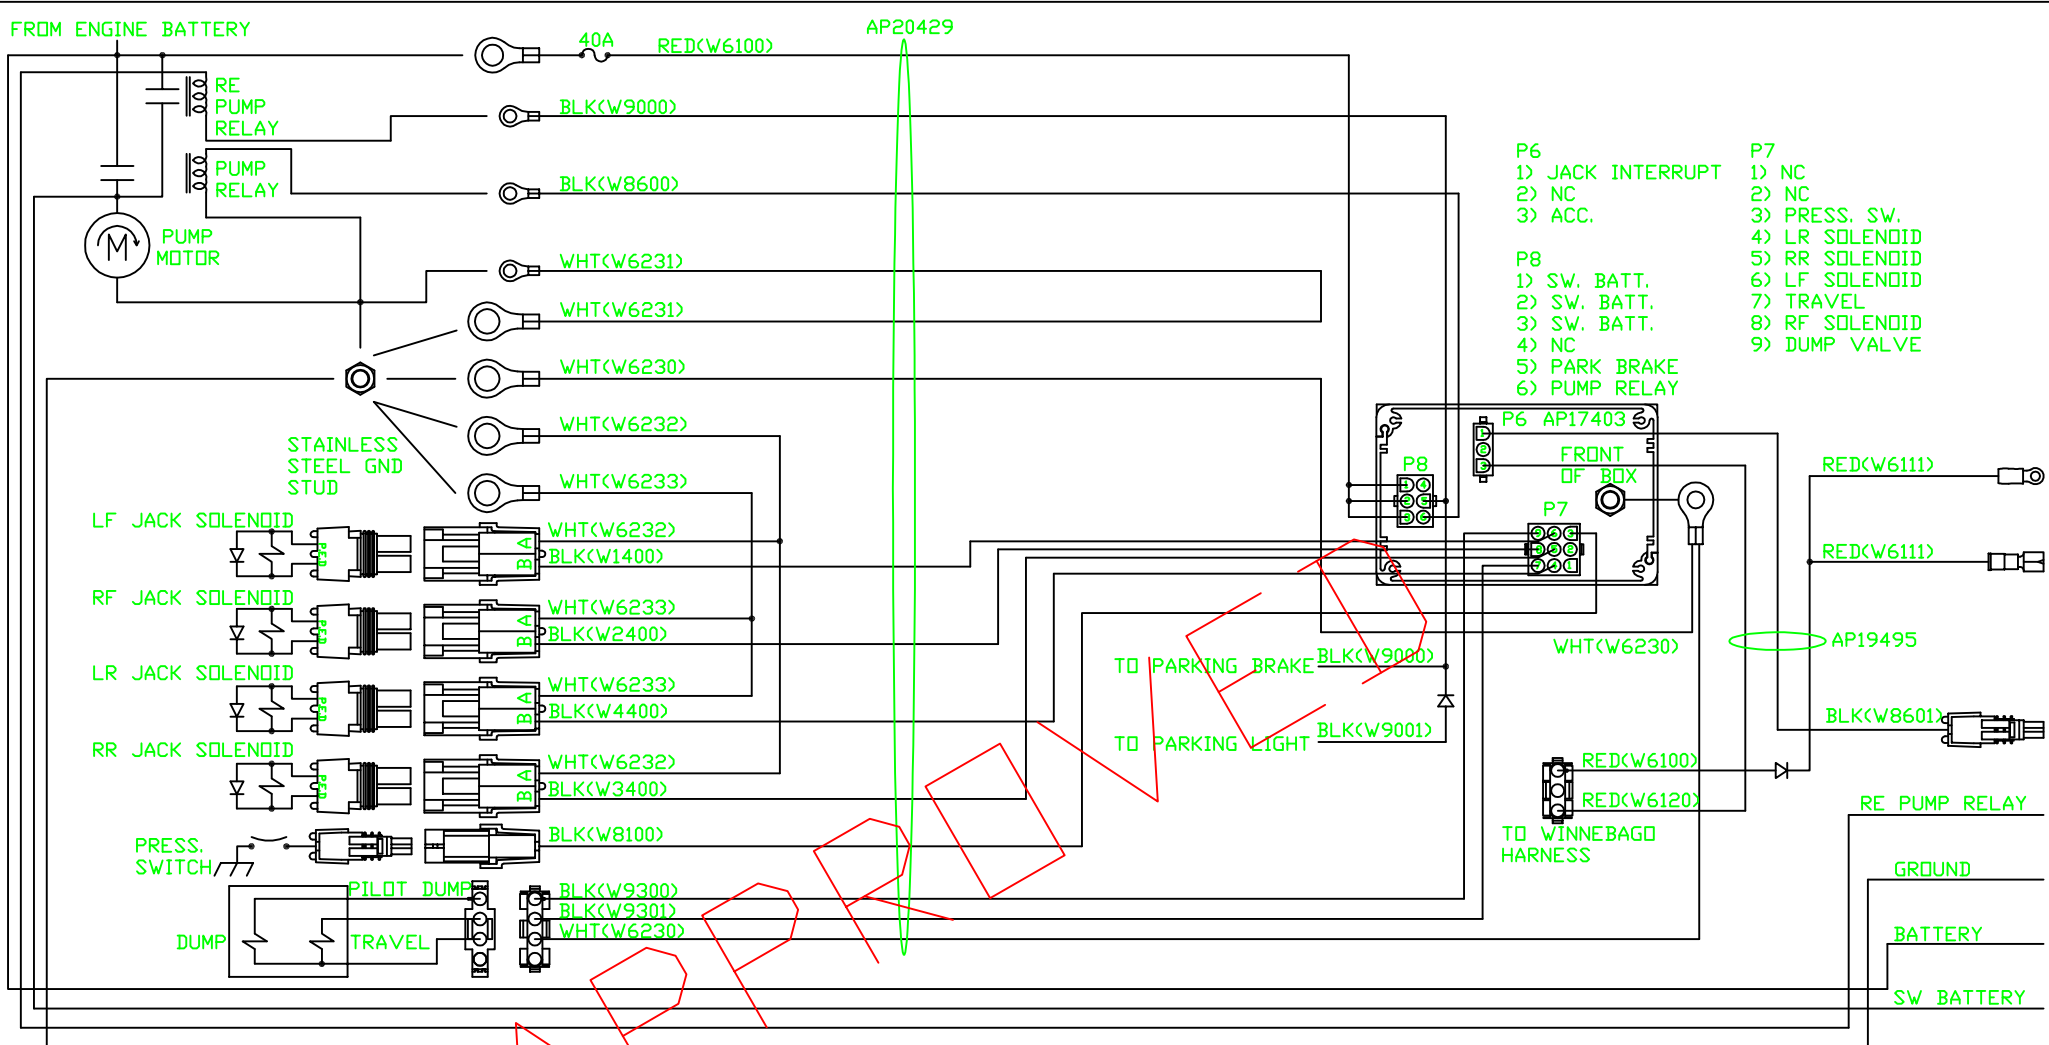 FROM ENGINE BATTERY
40A
RED(W6100)
AP20429
RE
PUMP
RELAY
BLK(W9000)
PUMP
RELAY
BLK(W8600)
PUMP
MOTOR
M
WHT(W6231)
WHT(W6231)
WHT(W6230)
WHT(W6232)
STAINLESS
STEEL GND
STUD
WHT(W6233)
P6
1) JACK INTERRUPT
2) NC
3) ACC.
P8
1) SW. BATT.
2) SW. BATT.
3) SW. BATT.
4) NC
5) PARK BRAKE
6) PUMP RELAY
P7
1) NC
2) NC
3) PRESS. SW.
4) LR SOLENOID
5) RR SOLENOID
6) LF SOLENOID
7) TRAVEL
8) RF SOLENOID
9) DUMP VALVE
P6 AP17403
FRONT
OF BOX
P8
P7
RED(W6111)
RED(W6111)
LF JACK SOLENOID
WHT(W6232)
A
B
BLK(W1400)
RF JACK SOLENOID
WHT(W6233)
A
B
BLK(W2400)
LR JACK SOLENOID
WHT(W6233)
A
B
BLK(W4400)
RR JACK SOLENOID
WHT(W6232)
A
B
BLK(W3400)
PRESS.
SWITCH
BLK(W8100)
PILOT DUMP
BLK(W9300)
BLK(W9301)
WHT(W6230)
DUMP
TRAVEL
TO PARKING BRAKE
BLK(W9000)
TO PARKING LIGHT
BLK(W9001)
WHT(W6230)
AP19495
BLK(W8601)
RED(W6100)
RED(W6120)
TO WINNEBAGO
HARNESS
RE PUMP RELAY
GROUND
BATTERY
SW BATTERY
APPROVED